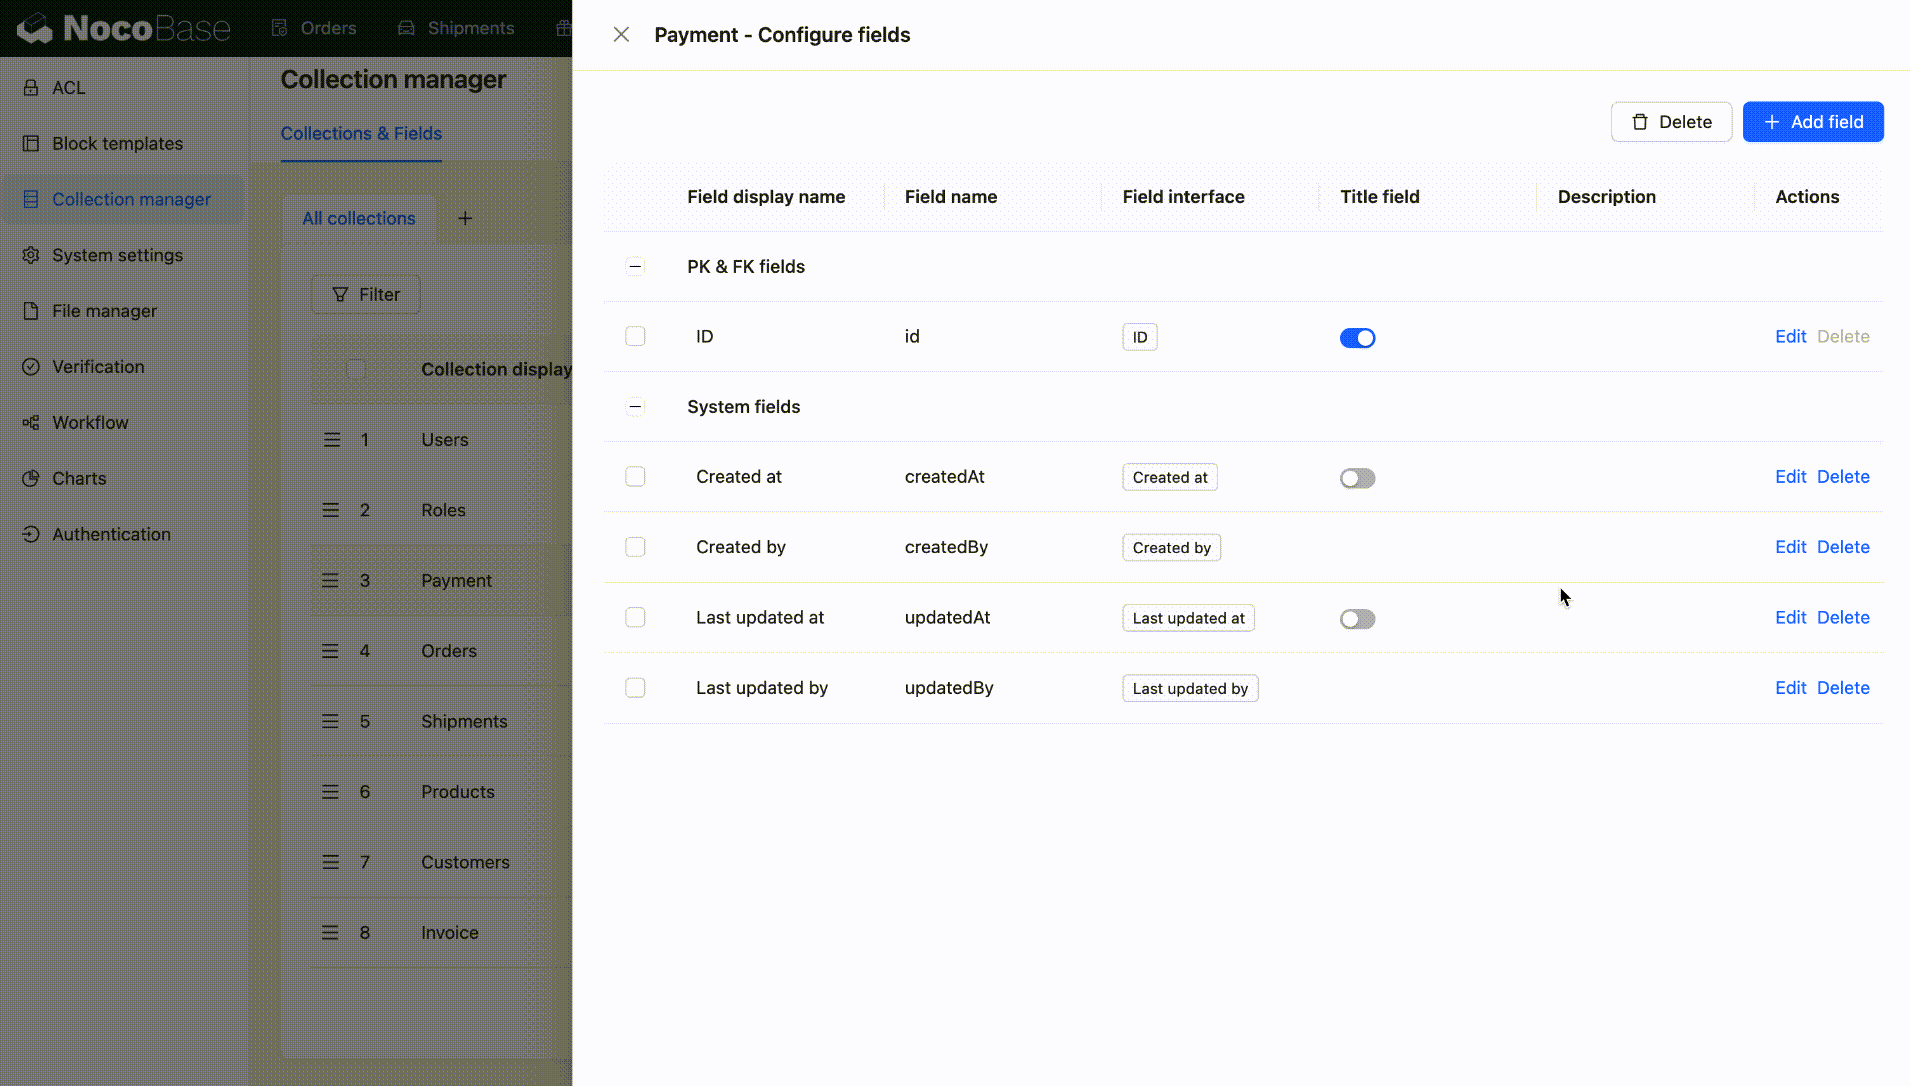 NocoBase
Orders
Shipments
ACL
Block templates
Collection manager
System settings
File manager
Verification
Workflow
Charts
Authentication
Collection manager
Collections & Fields
All collections
Filter
Collection display
1 Users
2 Roles
3 Payment
4 Orders
5 Shipments
6 Products
7 Customers
8 Invoice
Payment - Configure fields
Delete
Add field
Field display name Field name Field interface Title field Description Actions
PK & FK fields
ID id ID Edit Delete
System fields
Created at createdAt Created at Edit Delete
Created by createdBy Created by Edit Delete
Last updated at updatedAt Last updated at Edit Delete
Last updated by updatedBy Last updated by Edit Delete